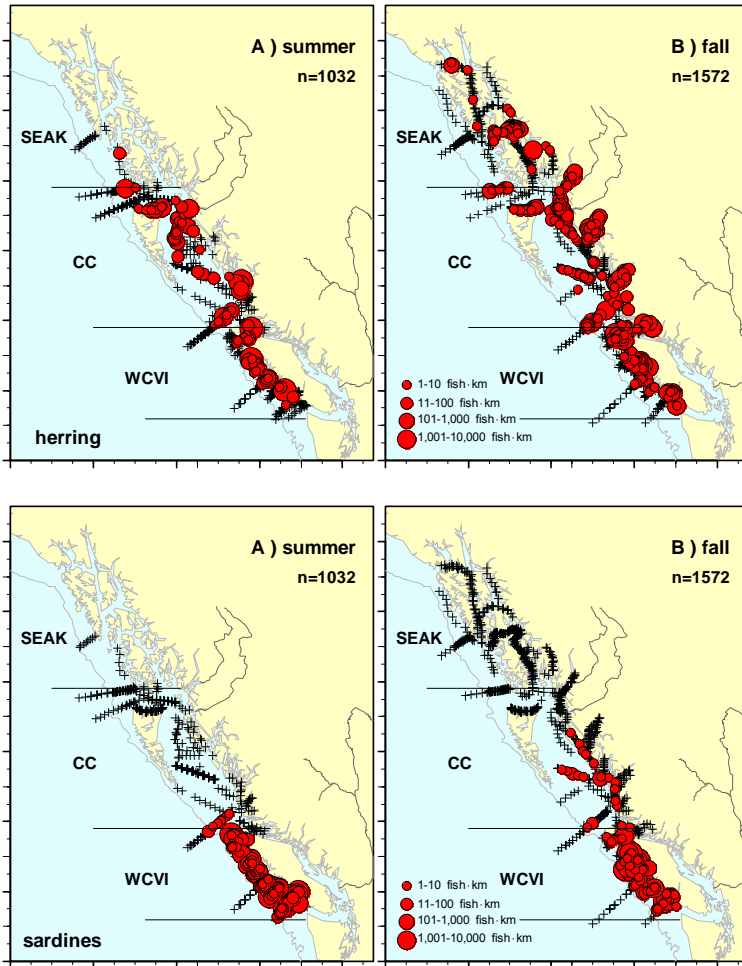 A ) summer
n=1032
SEAK
CC
WCVI
herring
B ) fall
n=1572
SEAK
CC
WCVI
1-10 fish·km
11-100 fish·km
101-1,000 fish·km
1,001-10,000 fish·km
A ) summer
n=1032
SEAK
CC
WCVI
sardines
B ) fall
n=1572
SEAK
CC
WCVI
1-10 fish·km
11-100 fish·km
101-1,000 fish·km
1,001-10,000 fish·km